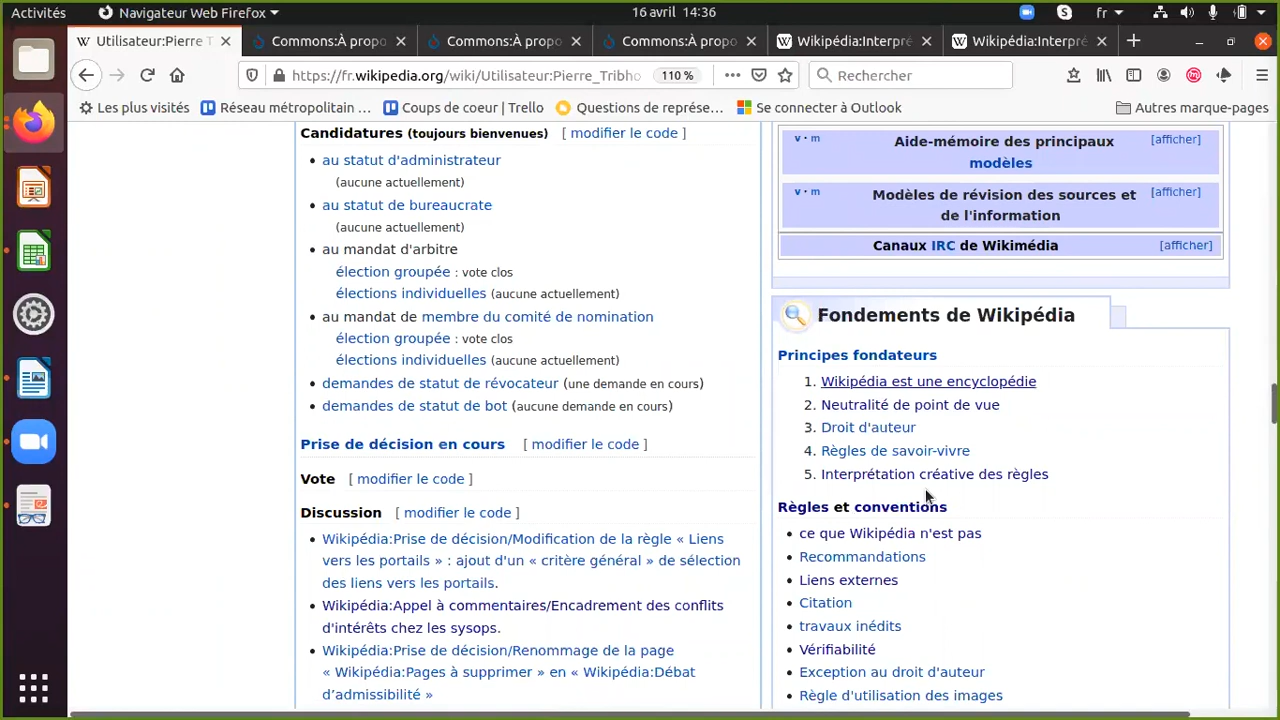 Activités
Navigateur Web Firefox
16 avril 14:36
fr
Utilisateur:Pierre T
Commons:À propo
Commons:À propo
Commons:À propo
Wikipédia:Interpré
Wikipédia:Interpré
https://fr.wikipedia.org/wiki/Utilisateur:Pierre_Tribho
110 %
Rechercher
Les plus visités
Réseau métropolitain …
Coups de coeur | Trello
Questions de représe…
Se connecter à Outlook
Autres marque-pages
Candidatures (toujours bienvenues) [ modifier le code ]
• au statut d'administrateur
(aucune actuellement)
• au statut de bureaucrate
(aucune actuellement)
• au mandat d'arbitre
élection groupée : vote clos
élections individuelles (aucune actuellement)
• au mandat de membre du comité de nomination
élection groupée : vote clos
élections individuelles (aucune actuellement)
• demandes de statut de révocateur (une demande en cours)
• demandes de statut de bot (aucune demande en cours)
Prise de décision en cours [ modifier le code ]
Vote [ modifier le code ]
Discussion [ modifier le code ]
• Wikipédia:Prise de décision/Modification de la règle « Liens
vers les portails » : ajout d'un « critère général » de sélection
des liens vers les portails.
• Wikipédia:Appel à commentaires/Encadrement des conflits
d'intérêts chez les sysops.
• Wikipédia:Prise de décision/Renommage de la page
« Wikipédia:Pages à supprimer » en « Wikipédia:Débat
d’admissibilité »
v · m
Aide-mémoire des principaux
modèles
[afficher]
v · m
Modèles de révision des sources et
de l'information
[afficher]
Canaux IRC de Wikimédia
[afficher]
Fondements de Wikipédia
Principes fondateurs
1. Wikipédia est une encyclopédie
2. Neutralité de point de vue
3. Droit d'auteur
4. Règles de savoir-vivre
5. Interprétation créative des règles
Règles et conventions
• ce que Wikipédia n'est pas
• Recommandations
• Liens externes
• Citation
• travaux inédits
• Vérifiabilité
• Exception au droit d'auteur
• Règle d'utilisation des images